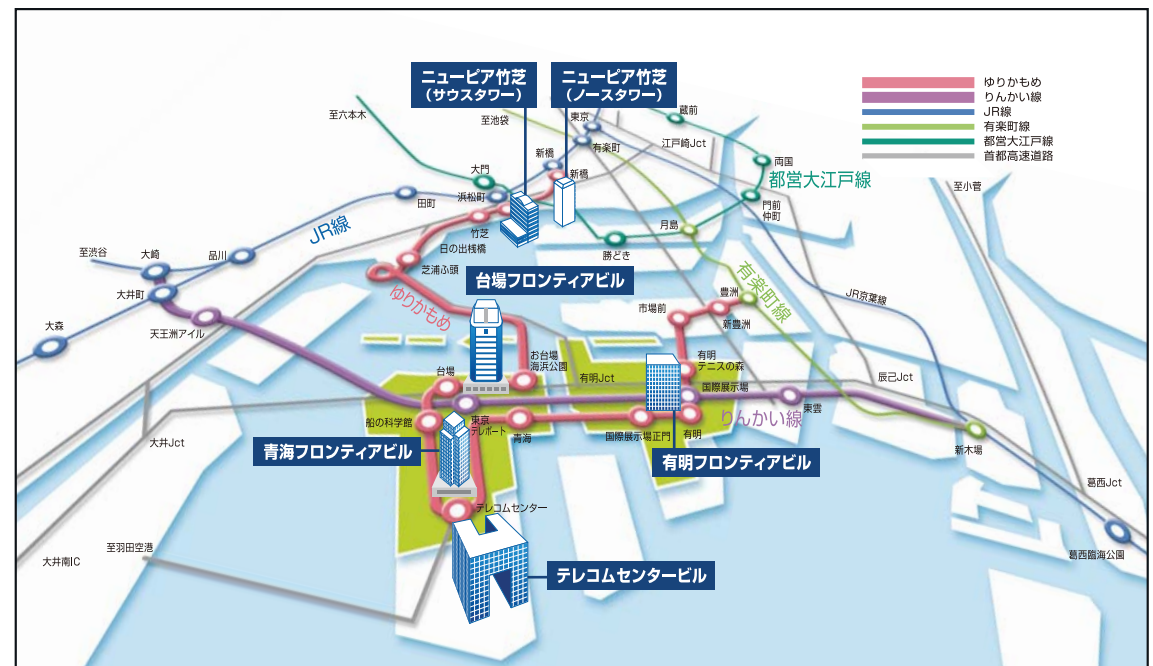 ニューピア竹芝
(サウスタワー)
ニューピア竹芝
(ノースタワー)
ゆりかもめ
りんかい線
JR線
有楽町線
都営大江戸線
首都高速道路
至六本木
至池袋
東京
蔵前
江戸崎Jct
有楽町
新橋
新橋
両国
都営大江戸線
大門
浜松町
田町
門前
仲町
至小菅
竹芝
月島
JR線
日の出桟橋
勝どき
至渋谷
大崎
品川
芝浦ふ頭
台場フロンティアビル
有楽町線
大井町
ゆりかもめ
豊洲
JR京葉線
市場前
新豊洲
天王洲アイル
大森
お台場
海浜公園
有明
テニスの森
台場
有明Jct
辰己Jct
国際展示場
東雲
りんかい線
船の科学館
東京
テレポート
青海
国際展示場正門
有明
大井Jct
青海フロンティアビル
有明フロンティアビル
新木場
葛西Jct
テレコムセンター
至羽田空港
大井南IC
葛西臨海公園
テレコムセンタービル